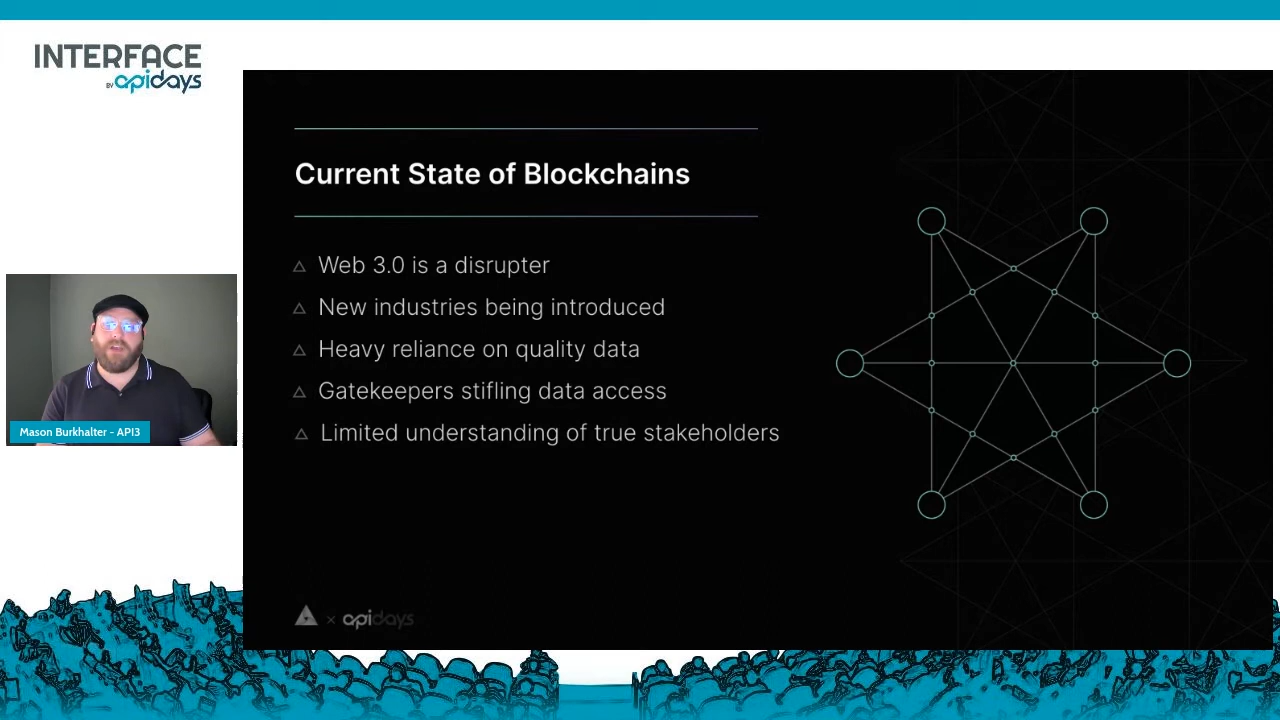 INTERFACE
BY apidays
Current State of Blockchains
Web 3.0 is a disrupter
New industries being introduced
Heavy reliance on quality data
Gatekeepers stifling data access
Limited understanding of true stakeholders
Mason Burkhalter - API3
× apidays